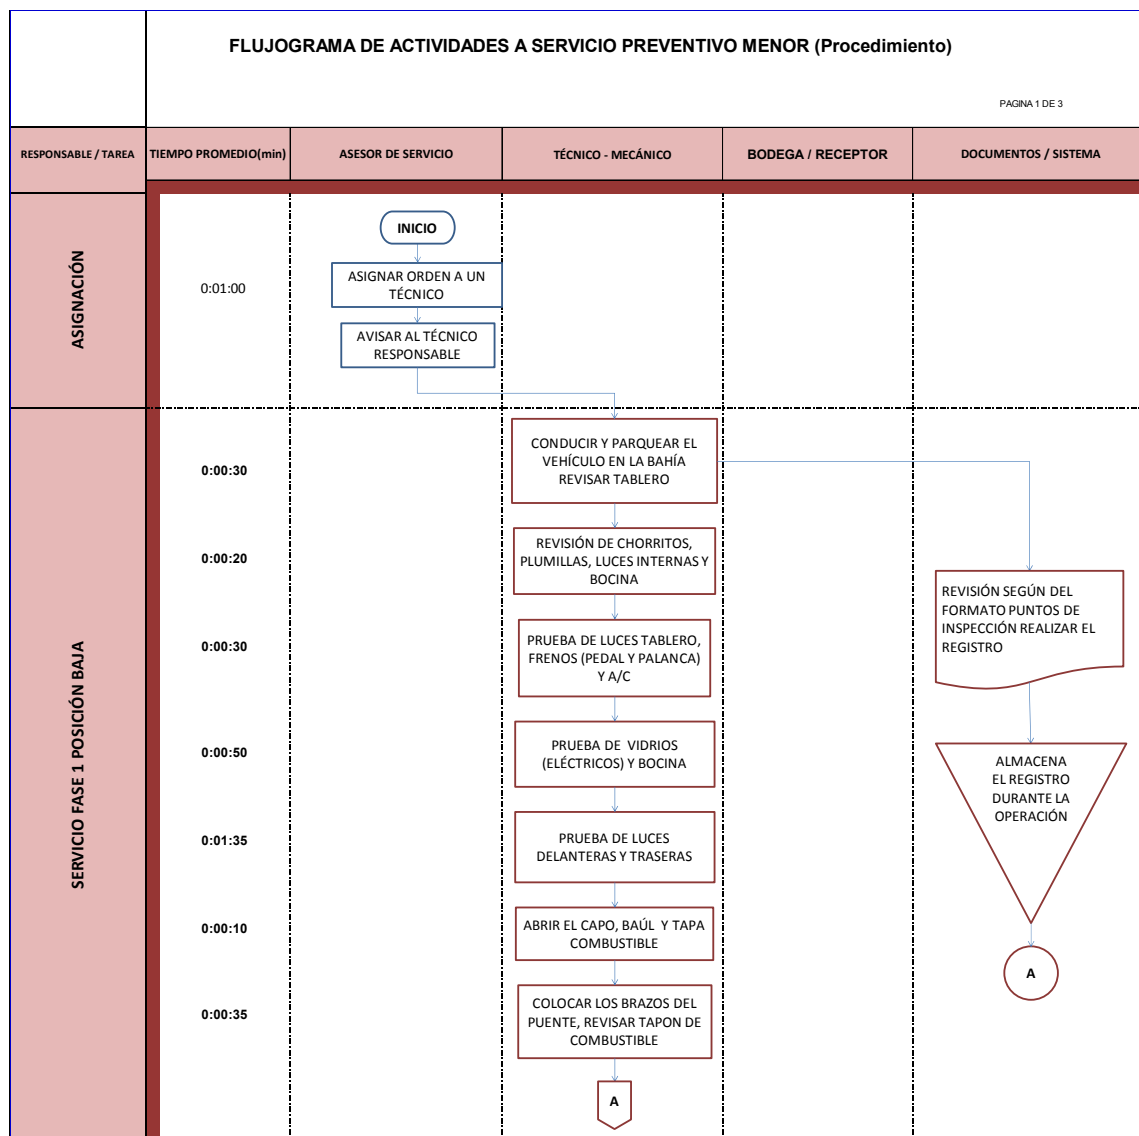 FLUJOGRAMA DE ACTIVIDADES A SERVICIO PREVENTIVO MENOR (Procedimiento)
PAGINA 1 DE 3
RESPONSABLE / TAREA
TIEMPO PROMEDIO(min)
ASESOR DE SERVICIO
TÉCNICO - MECÁNICO
BODEGA / RECEPTOR
DOCUMENTOS / SISTEMA
ASIGNACIÓN
INICIO
0:01:00
ASIGNAR ORDEN A UN
TÉCNICO
AVISAR AL TÉCNICO
RESPONSABLE
SERVICIO FASE 1 POSICIÓN BAJA
0:00:30
CONDUCIR Y PARQUEAR EL
VEHÍCULO EN LA BAHÍA
REVISAR TABLERO
0:00:20
REVISIÓN DE CHORRITOS,
PLUMILLAS, LUCES INTERNAS Y
BOCINA
REVISIÓN SEGÚN DEL
FORMATO PUNTOS DE
INSPECCIÓN REALIZAR EL
REGISTRO
0:00:30
PRUEBA DE LUCES TABLERO,
FRENOS (PEDAL Y PALANCA)
Y A/C
0:00:50
PRUEBA DE VIDRIOS
(ELÉCTRICOS) Y BOCINA
ALMACENA
EL REGISTRO
DURANTE LA
OPERACIÓN
0:01:35
PRUEBA DE LUCES
DELANTERAS Y TRASERAS
0:00:10
ABRIR EL CAPO, BAÚL Y TAPA
COMBUSTIBLE
A
0:00:35
COLOCAR LOS BRAZOS DEL
PUENTE, REVISAR TAPON DE
COMBUSTIBLE
A